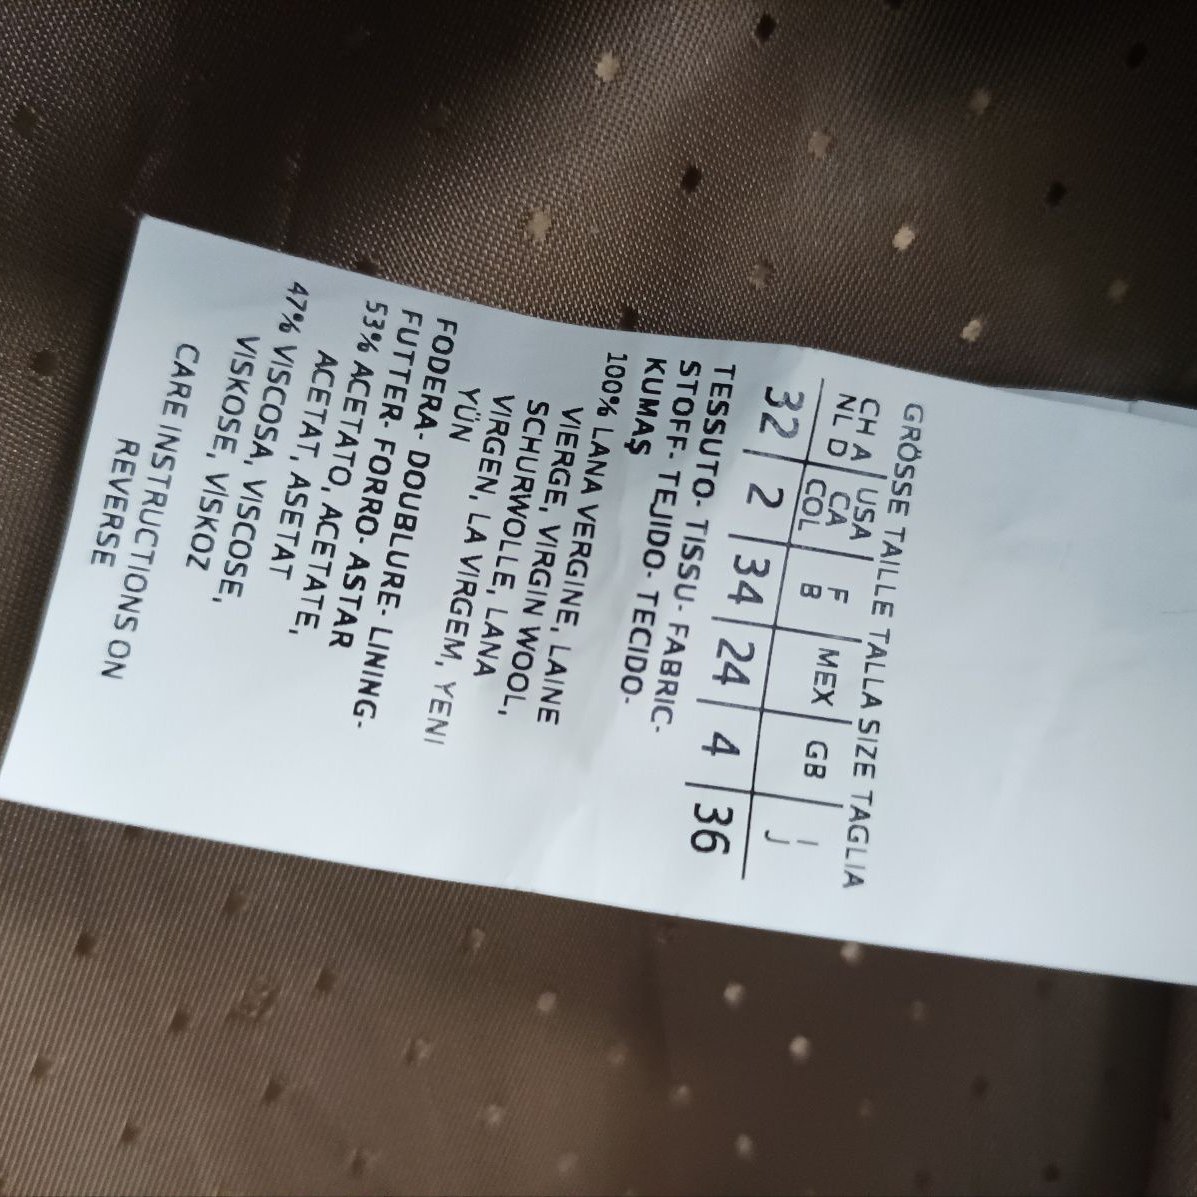 GRÖSSE TAILLE TALLA SIZE TAGLIA
CH A | USA | F | MEX | GB | I
NL D | CA | B | J
COL
32 | 2 | 34 | 24 | 4 | 36
TESSUTO- TISSU- FABRIC-
STOFF- TEJIDO- TECIDO-
KUMAŞ
100% LANA VERGINE, LAINE
VIERGE, VIRGIN WOOL,
SCHURWOLLE, LANA
VIRGEN, LA VIRGEM, YENI
YÜN
FODERA- DOUBLURE- LINING-
FUTTER- FORRO- ASTAR
53% ACETATO, ACETATE,
ACETAT, ASETAT
47% VISCOSA, VISCOSE,
VISKOSE, VİSKOZ
CARE INSTRUCTIONS ON
REVERSE